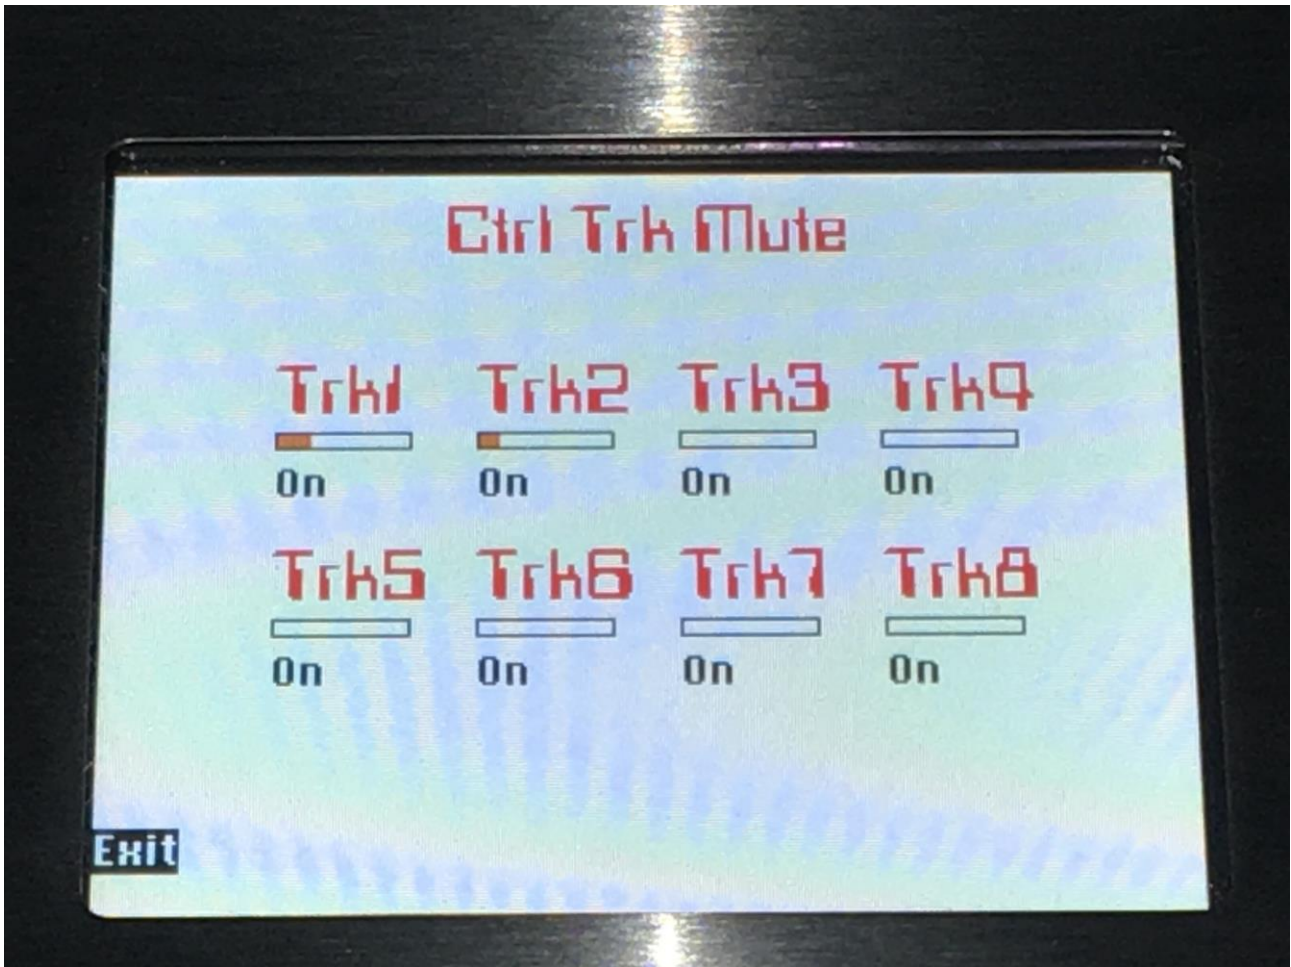 Ctrl Trk Mute
Trk1 Trk2 Trk3 Trk4
On On On On
Trk5 Trk6 Trk7 Trk8
On On On On
Exit